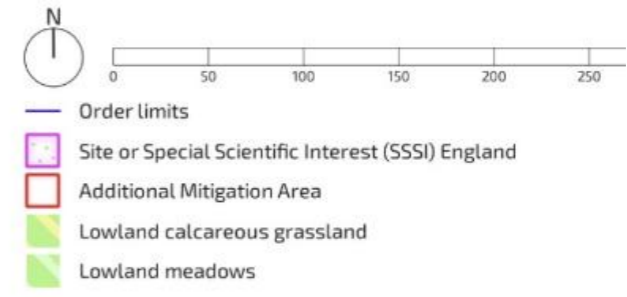 N
0 50 100 150 200 250
Order limits
Site or Special Scientific Interest (SSSI) England
Additional Mitigation Area
Lowland calcareous grassland
Lowland meadows